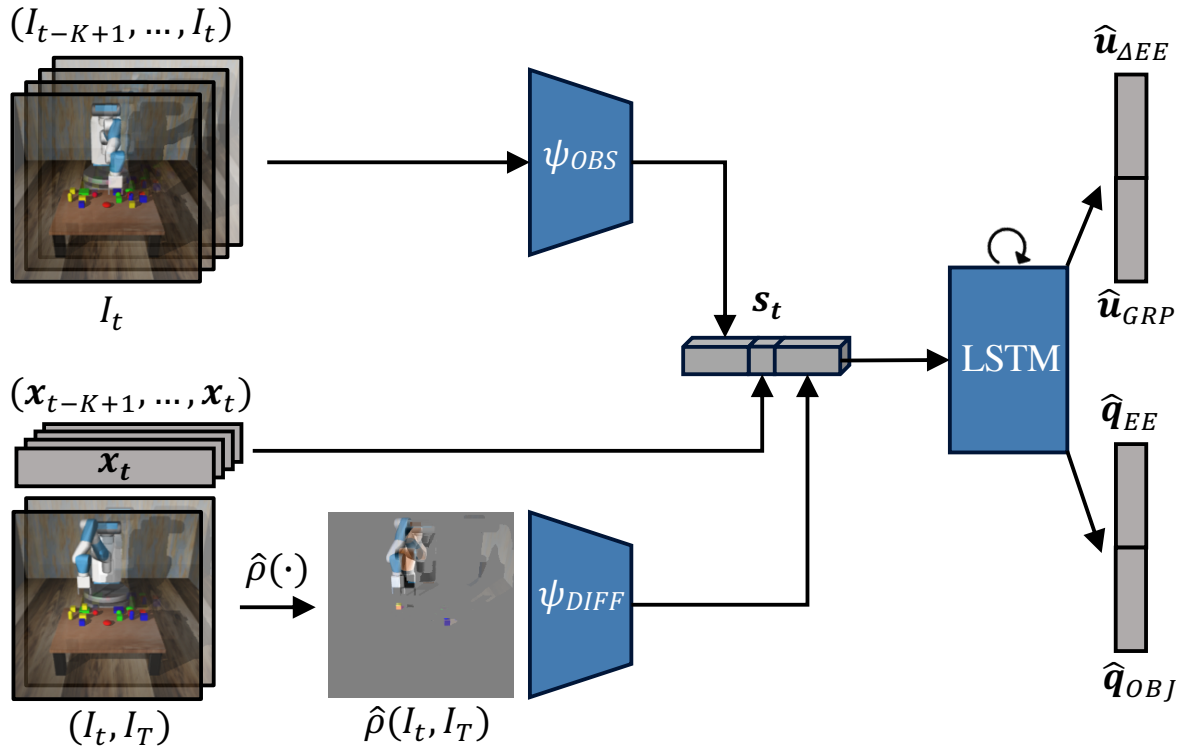 (I_{t−K+1}, …, I_t)
I_t
ψ_{OBS}
s_t
(x_{t−K+1}, …, x_t)
x_t
(I_t, I_T)
ρ̂(·)
ρ̂(I_t, I_T)
ψ_{DIFF}
LSTM
û_{ΔEE}
û_{GRP}
q̂_{EE}
q̂_{OBJ}